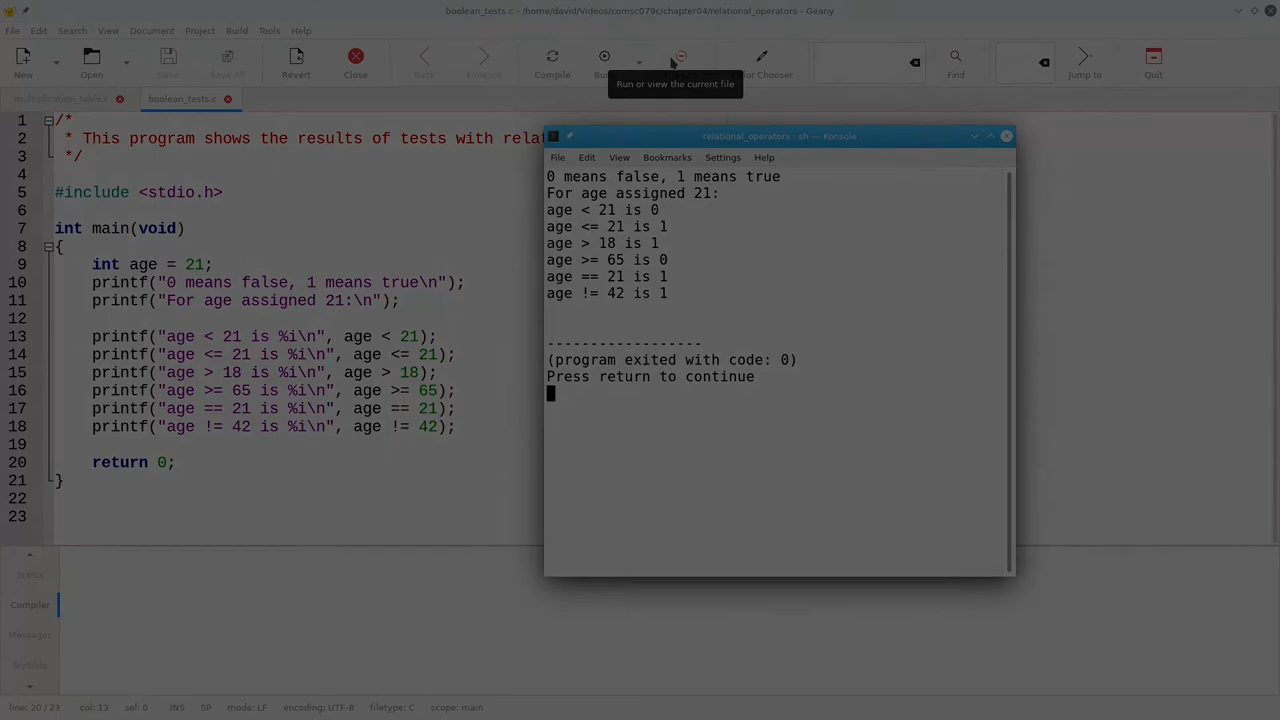 boolean_tests.c - /home/david/Videos/comsc079c/chapter04/relational_operators - Geany
File Edit Search View Document Project Build Tools Help
New Open Save Save All Revert Close Back Forward Compile Chooser Find Jump to Quit
Run or view the current file
multiplication_table.c boolean_tests.c
1 /*
2 * This program shows the results of tests with
3 */
4
5 #include <stdio.h>
6
7 int main(void)
8 {
9 int age = 21;
10 printf("0 means false, 1 means true\n");
11 printf("For age assigned 21:\n");
12
13 printf("age < 21 is %i\n", age < 21);
14 printf("age <= 21 is %i\n", age <= 21);
15 printf("age > 18 is %i\n", age > 18);
16 printf("age >= 65 is %i\n", age >= 65);
17 printf("age == 21 is %i\n", age == 21);
18 printf("age != 42 is %i\n", age != 42);
19
20 return 0;
21 }
22
23
relational_operators : sh — Konsole
File Edit View Bookmarks Settings Help
0 means false, 1 means true
For age assigned 21:
age < 21 is 0
age <= 21 is 1
age > 18 is 1
age >= 65 is 0
age == 21 is 1
age != 42 is 1
------------------
(program exited with code: 0)
Press return to continue
Status
Compiler
Messages
Scribble
line: 20 / 23 col: 13 sel: 0 INS SP mode: LF encoding: UTF-8 filetype: C scope: main